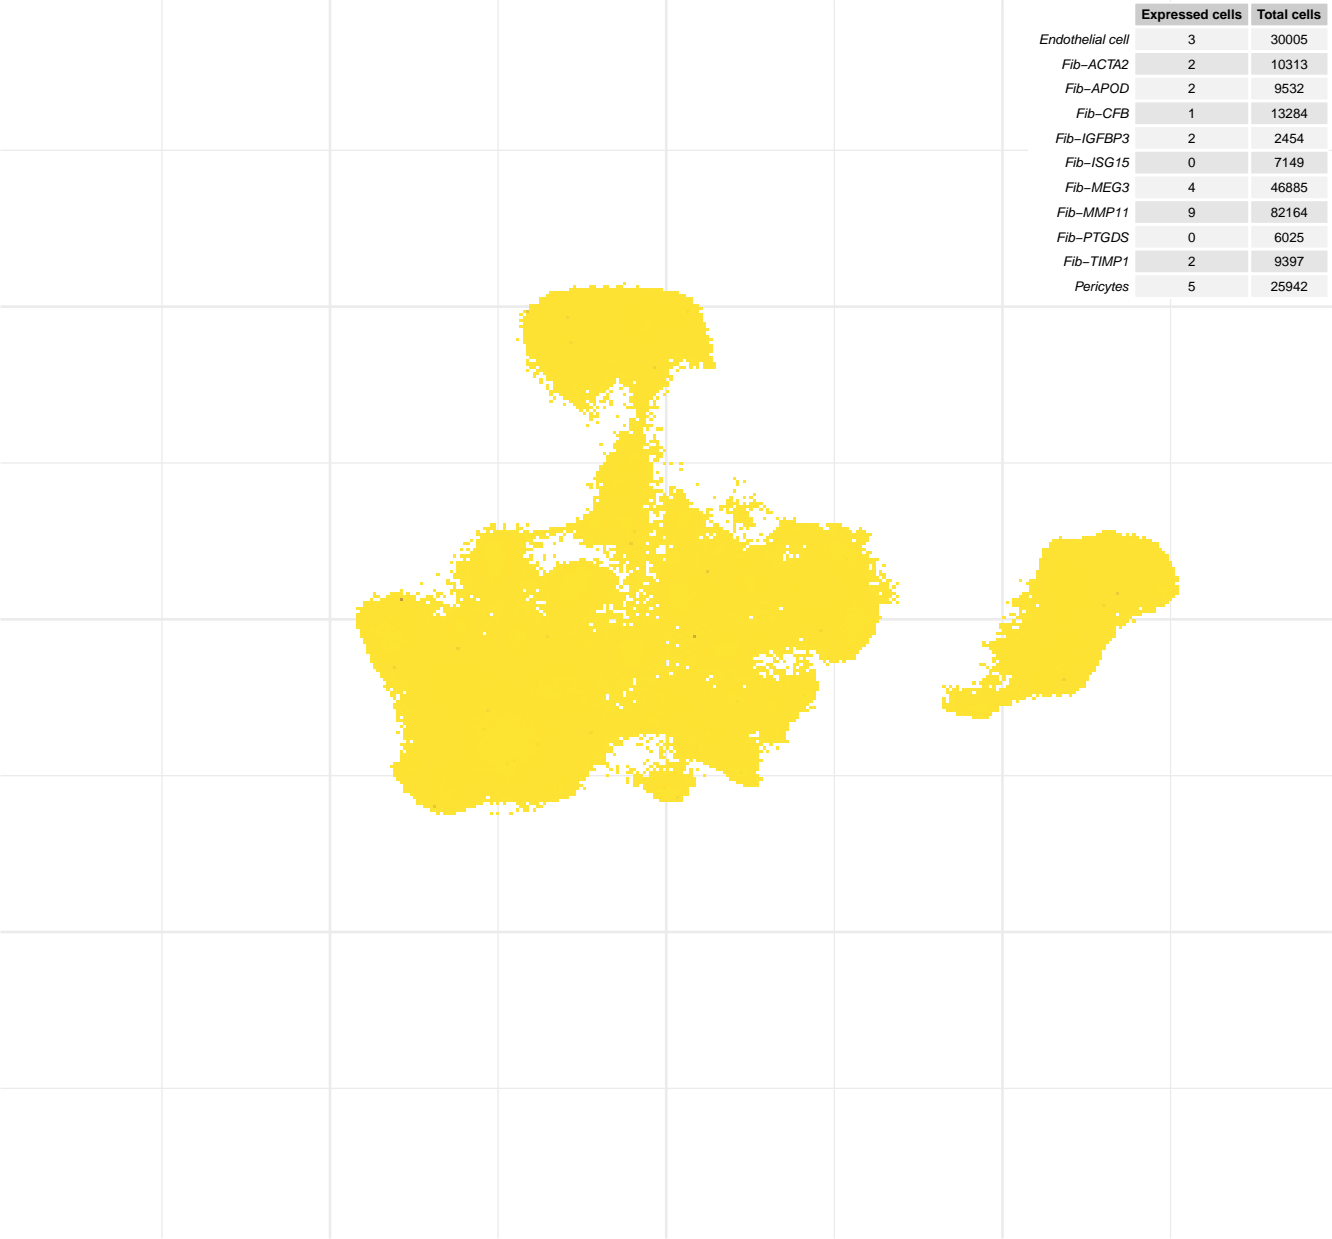 Expressed cells Total cells
Endothelial cell 3 30005
Fib−ACTA2 2 10313
Fib−APOD 2 9532
Fib−CFB 1 13284
Fib−IGFBP3 2 2454
Fib−ISG15 0 7149
Fib−MEG3 4 46885
Fib−MMP11 9 82164
Fib−PTGDS 0 6025
Fib−TIMP1 2 9397
Pericytes 5 25942